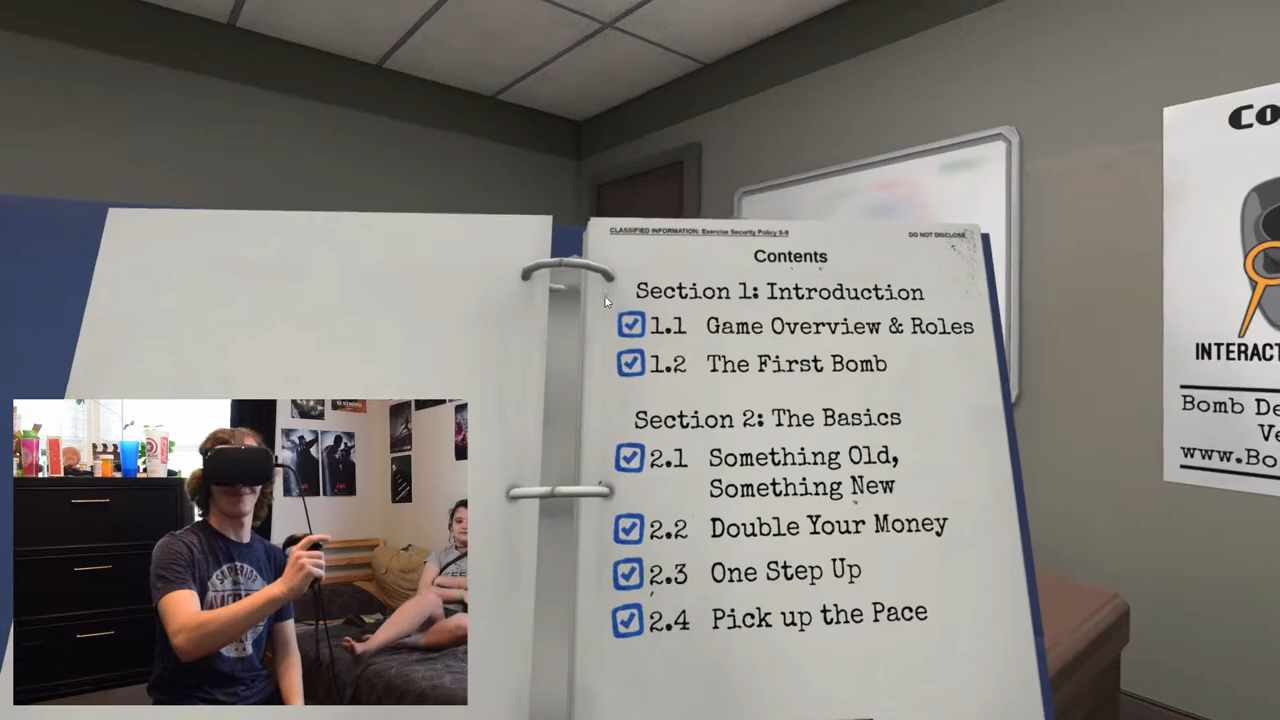 CLASSIFIED INFORMATION: Exercise Security Policy 5-9
DO NOT DISCLOSE.
Contents
Section 1: Introduction
1.1 Game Overview & Roles
1.2 The First Bomb
Section 2: The Basics
2.1 Something Old,
Something New
2.2 Double Your Money
2.3 One Step Up
2.4 Pick up the Pace
Co
INTERACT
Bomb De
Ve
www.Bo
SUPERIOR